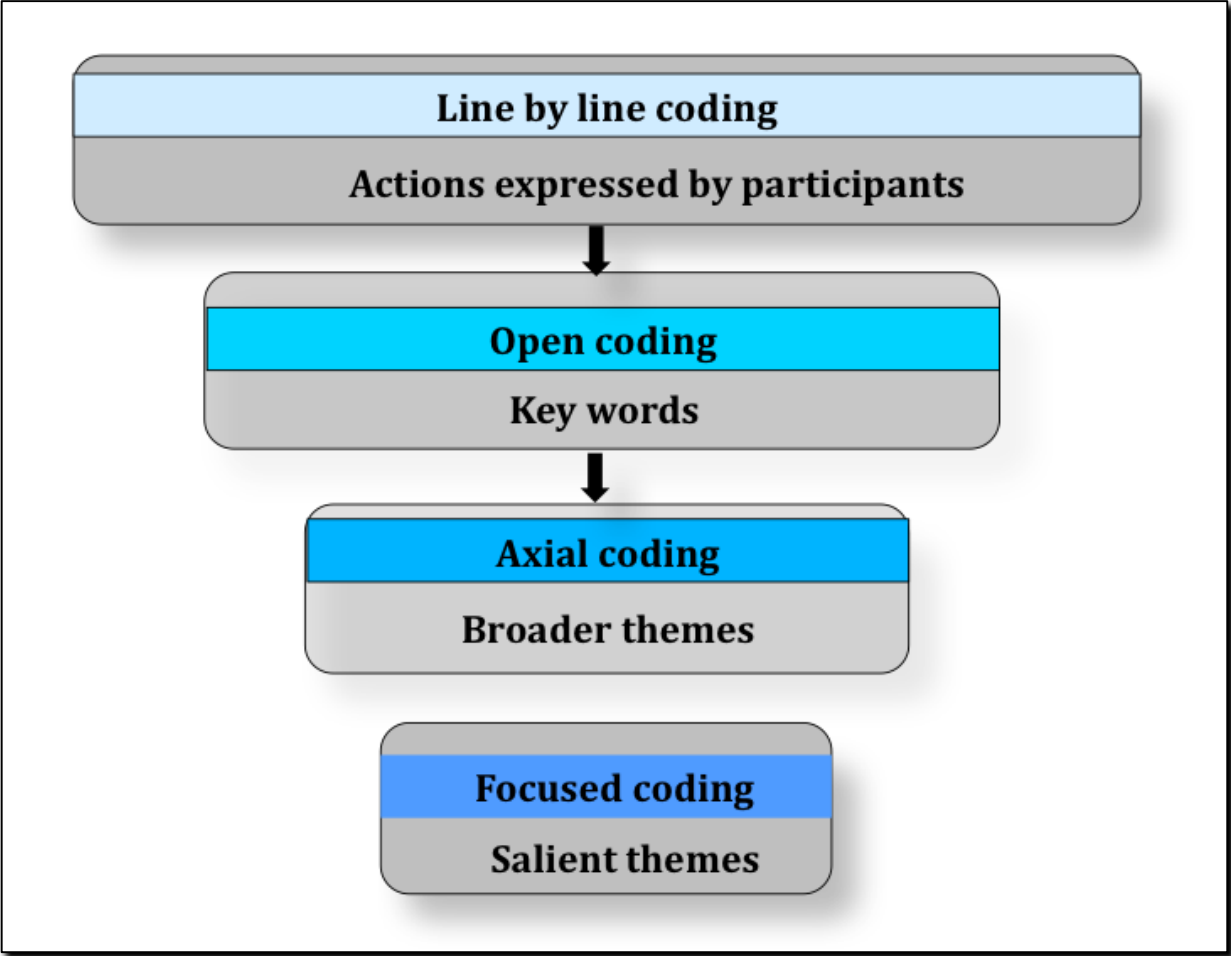 Line by line coding
Actions expressed by participants
Open coding
Key words
Axial coding
Broader themes
Focused coding
Salient themes